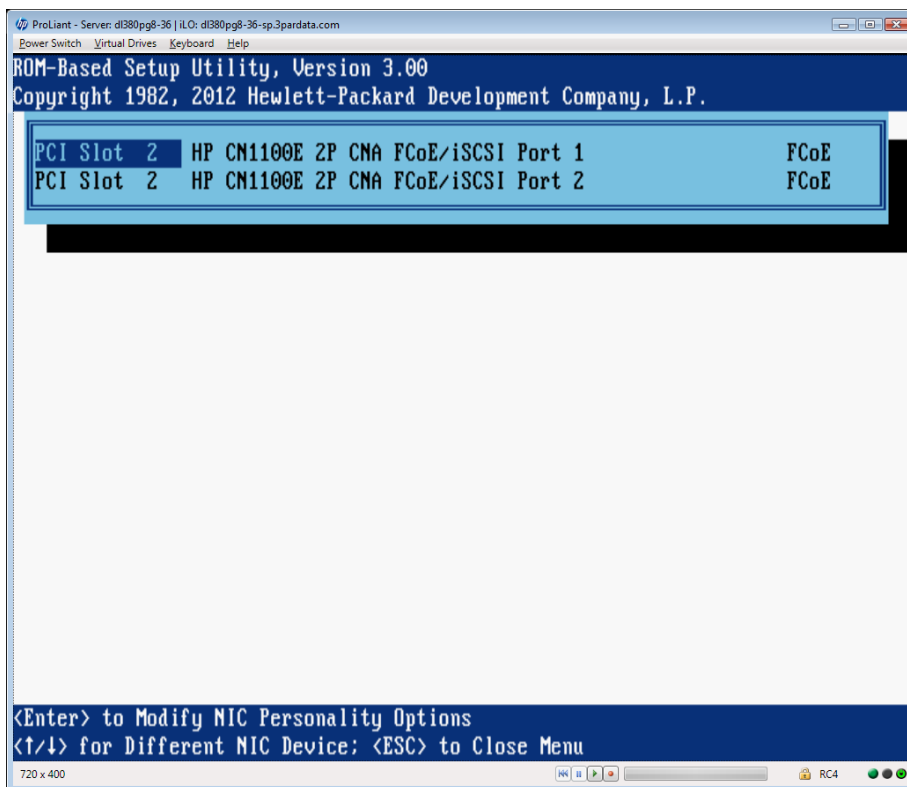 ProLiant - Server: dl380pg8-36 | iLO: dl380pg8-36-sp.3pardata.com
Power Switch Virtual Drives Keyboard Help
ROM-Based Setup Utility, Version 3.00
Copyright 1982, 2012 Hewlett-Packard Development Company, L.P.
PCI Slot 2 HP CN1100E 2P CNA FCoE/iSCSI Port 1 FCoE
PCI Slot 2 HP CN1100E 2P CNA FCoE/iSCSI Port 2 FCoE
<Enter> to Modify NIC Personality Options
<↑/↓> for Different NIC Device; <ESC> to Close Menu
720 x 400 RC4